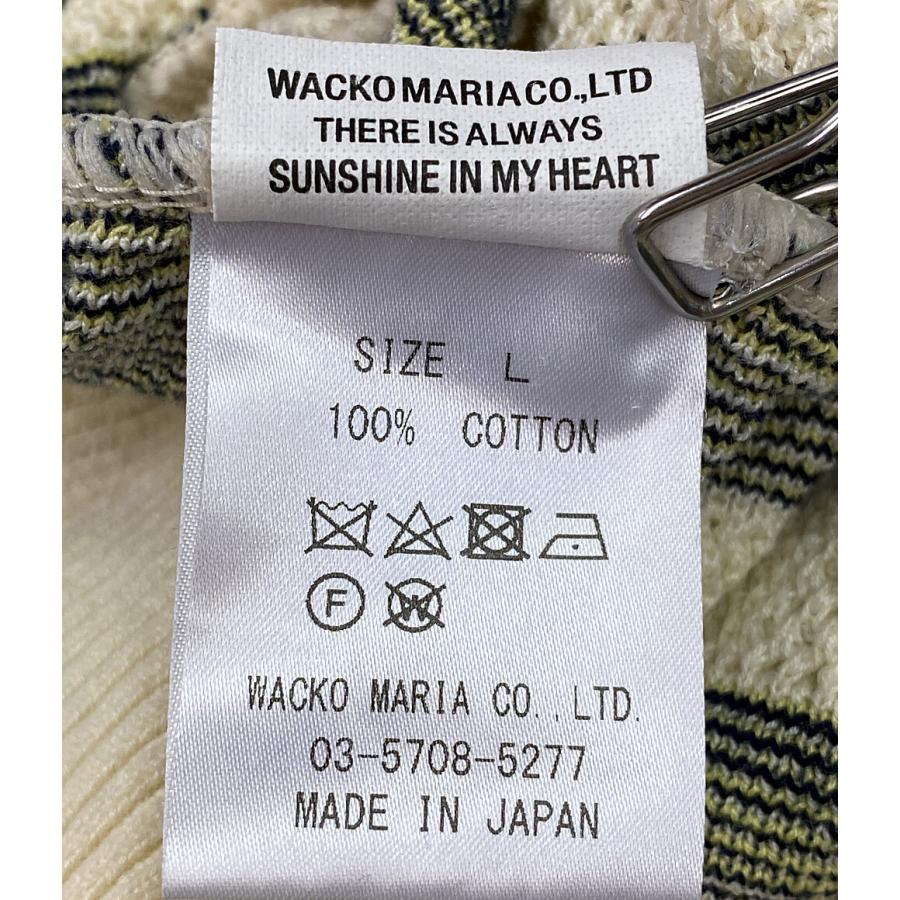 WACKO MARIA CO.,LTD
THERE IS ALWAYS
SUNSHINE IN MY HEART
SIZE L
100% COTTON
F W
WACKO MARIA CO.,LTD.
03-5708-5277
MADE IN JAPAN